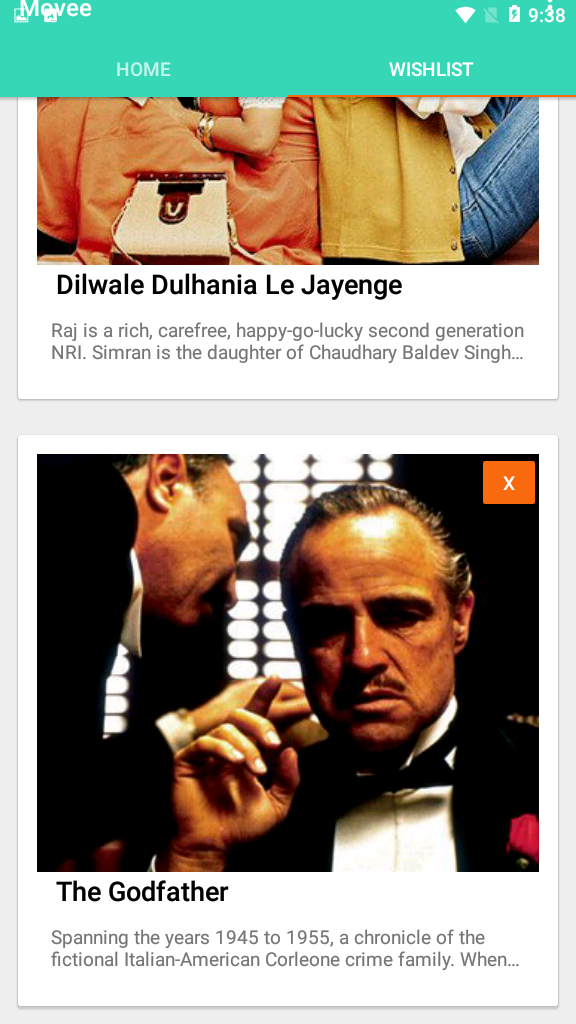 Movee
9:38
HOME
WISHLIST
Dilwale Dulhania Le Jayenge
Raj is a rich, carefree, happy-go-lucky second generation
NRI. Simran is the daughter of Chaudhary Baldev Singh…
X
The Godfather
Spanning the years 1945 to 1955, a chronicle of the
fictional Italian-American Corleone crime family. When…